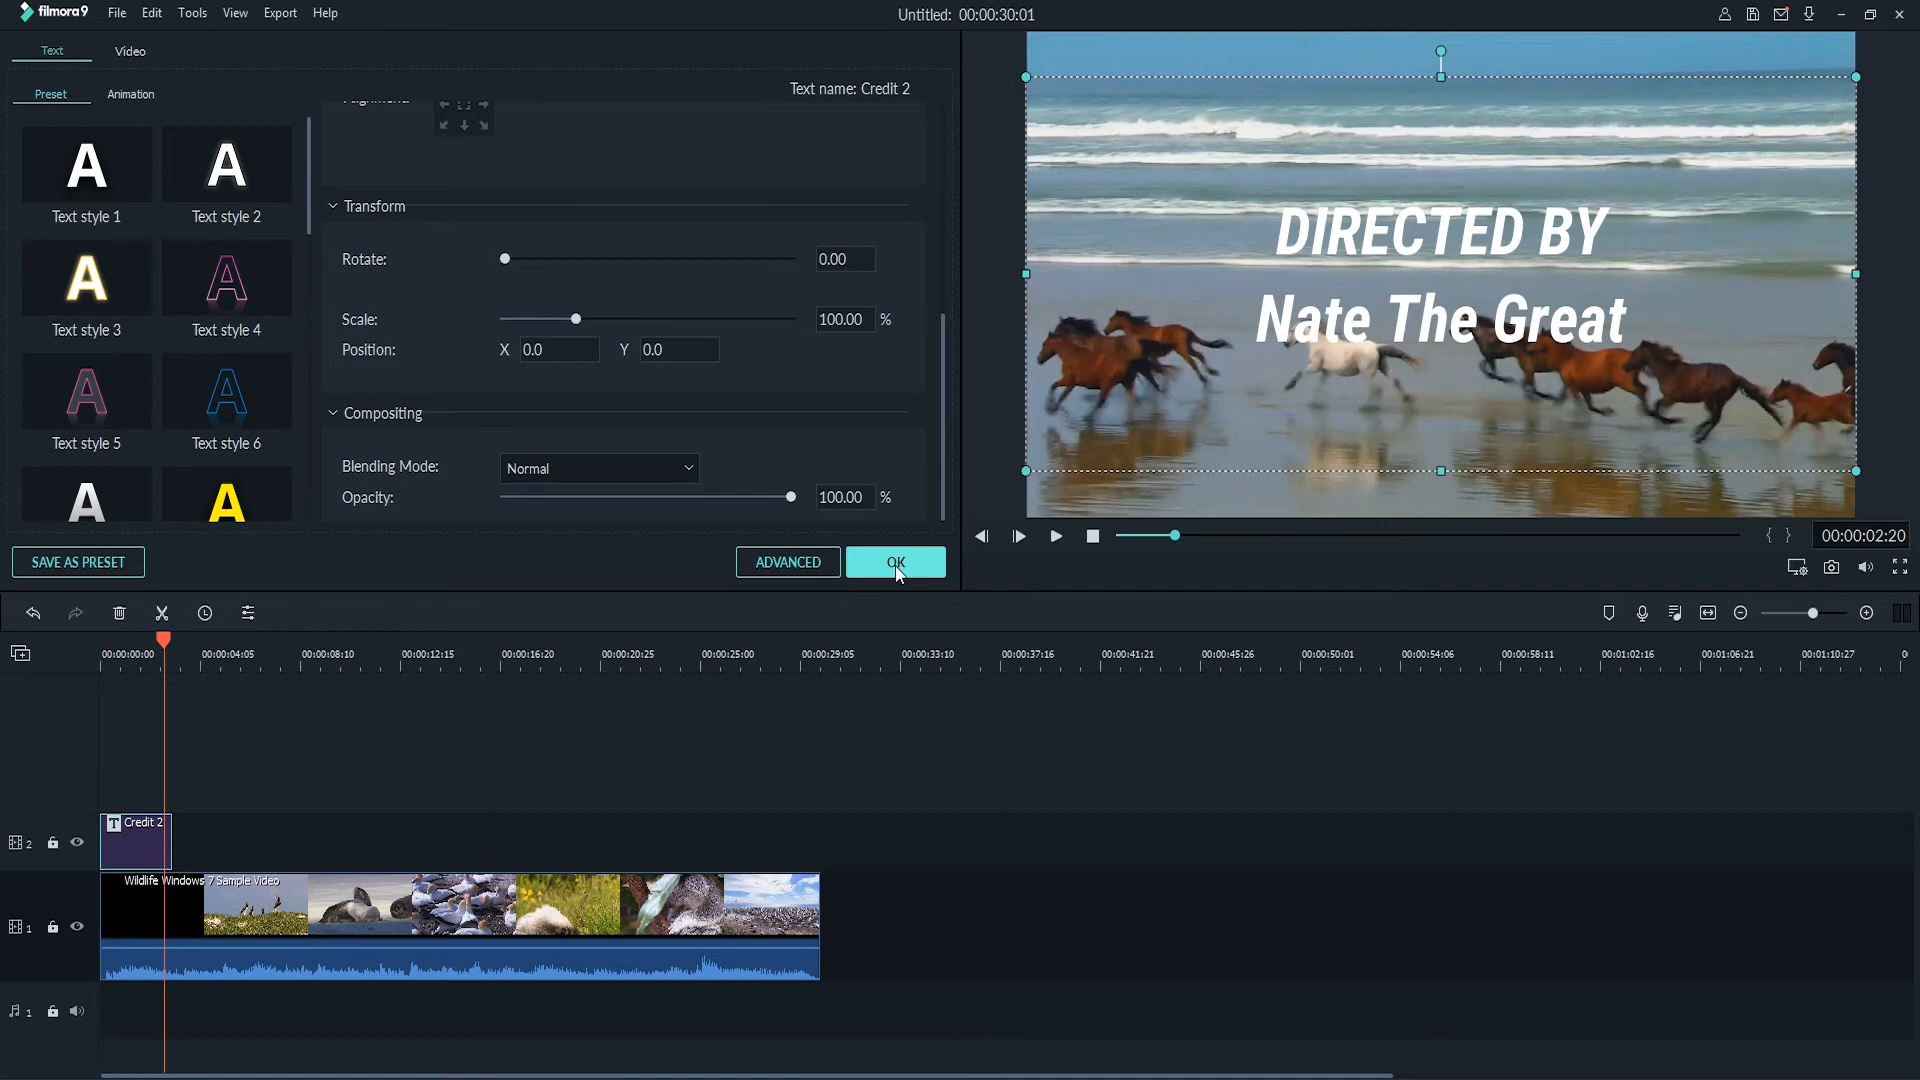 filmora9 File Edit Tools View Export Help
Untitled: 00:00:30:01
Text Video
Preset Animation
Text name: Credit 2
Alignment:
A A
Text style 1 Text style 2
A A
Text style 3 Text style 4
A A
Text style 5 Text style 6
A A
Transform
Rotate: 0.00
Scale: 100.00 %
Position: X 0.0 Y 0.0
Compositing
Blending Mode: Normal
Opacity: 100.00 %
SAVE AS PRESET ADVANCED OK
DIRECTED BY
Nate The Great
{ } 00:00:02:20
00:00:00:00 00:00:04:05 00:00:08:10 00:00:12:15 00:00:16:20 00:00:20:25 00:00:25:00 00:00:29:05 00:00:33:10 00:00:37:16 00:00:41:21 00:00:45:26 00:00:50:01 00:00:54:06 00:00:58:11 00:01:02:16 00:01:06:21 00:01:10:27
2 T Credit 2
Wildlife Windows 7 Sample Video
1
1